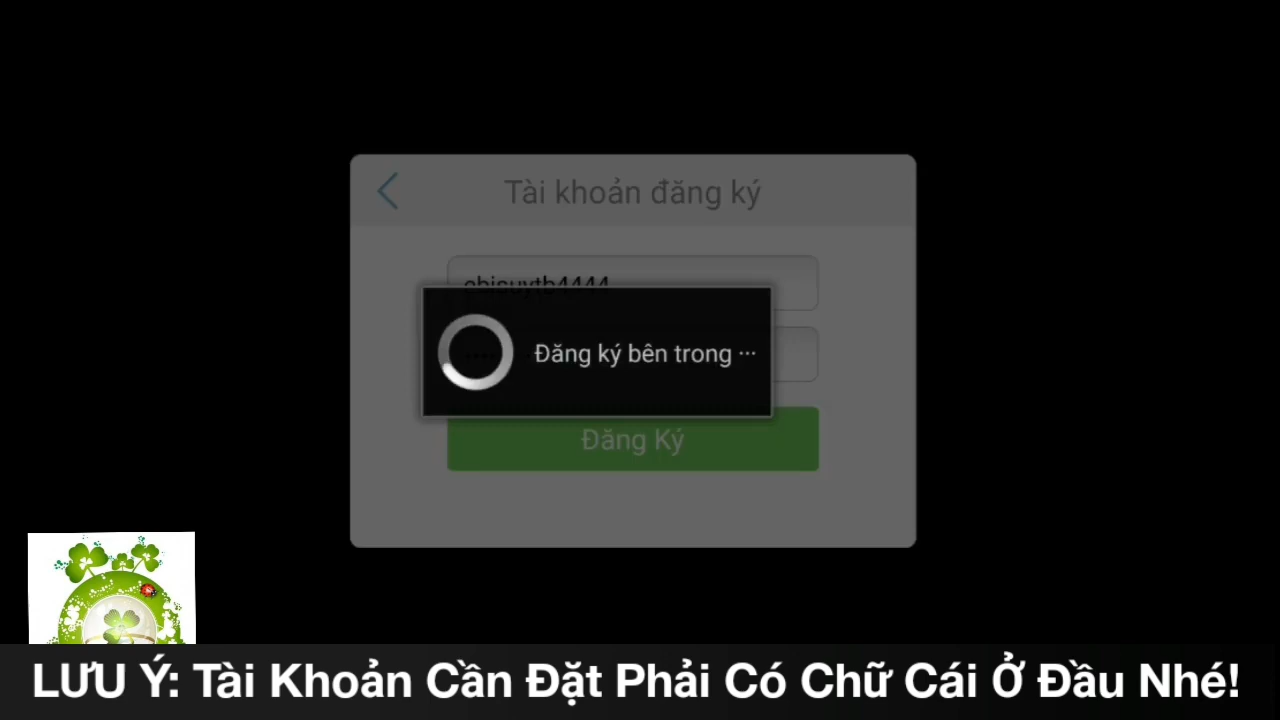 Tài khoản đăng ký
ebisuytb4444
Đăng ký bên trong ···
Đăng Ký
LƯU Ý: Tài Khoản Cần Đặt Phải Có Chữ Cái Ở Đầu Nhé!